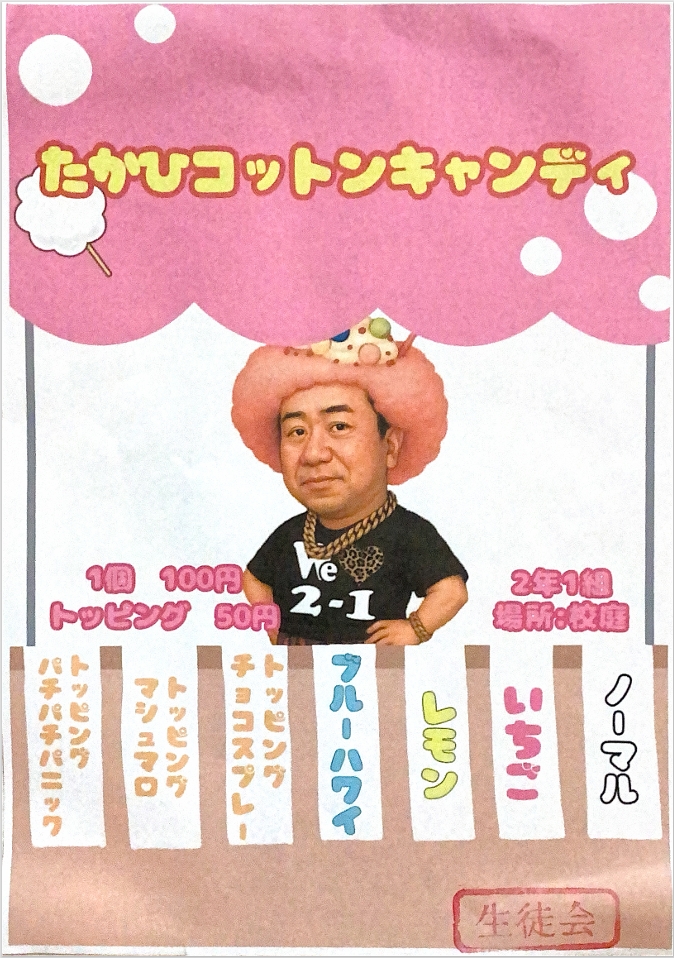 たかひコットンキャンディ
We
2-1
1個 100円
トッピング 50円
2年1組
場所:校庭
ノーマル
いちご
レモン
ブルーハワイ
トッピング
チョコスプレー
トッピング
マシュマロ
トッピング
パチパチパニック
生徒会